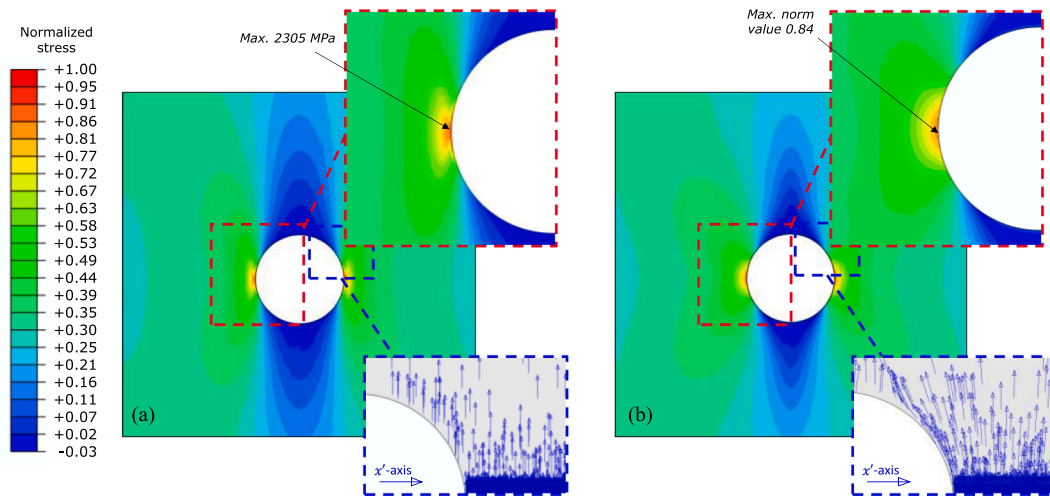 Normalized
stress
+1.00
+0.95
+0.91
+0.86
+0.81
+0.77
+0.72
+0.67
+0.63
+0.58
+0.53
+0.49
+0.44
+0.39
+0.35
+0.30
+0.25
+0.21
+0.16
+0.11
+0.07
+0.02
-0.03
Max. 2305 MPa
(a)
x'-axis
Max. norm
value 0.84
(b)
x'-axis